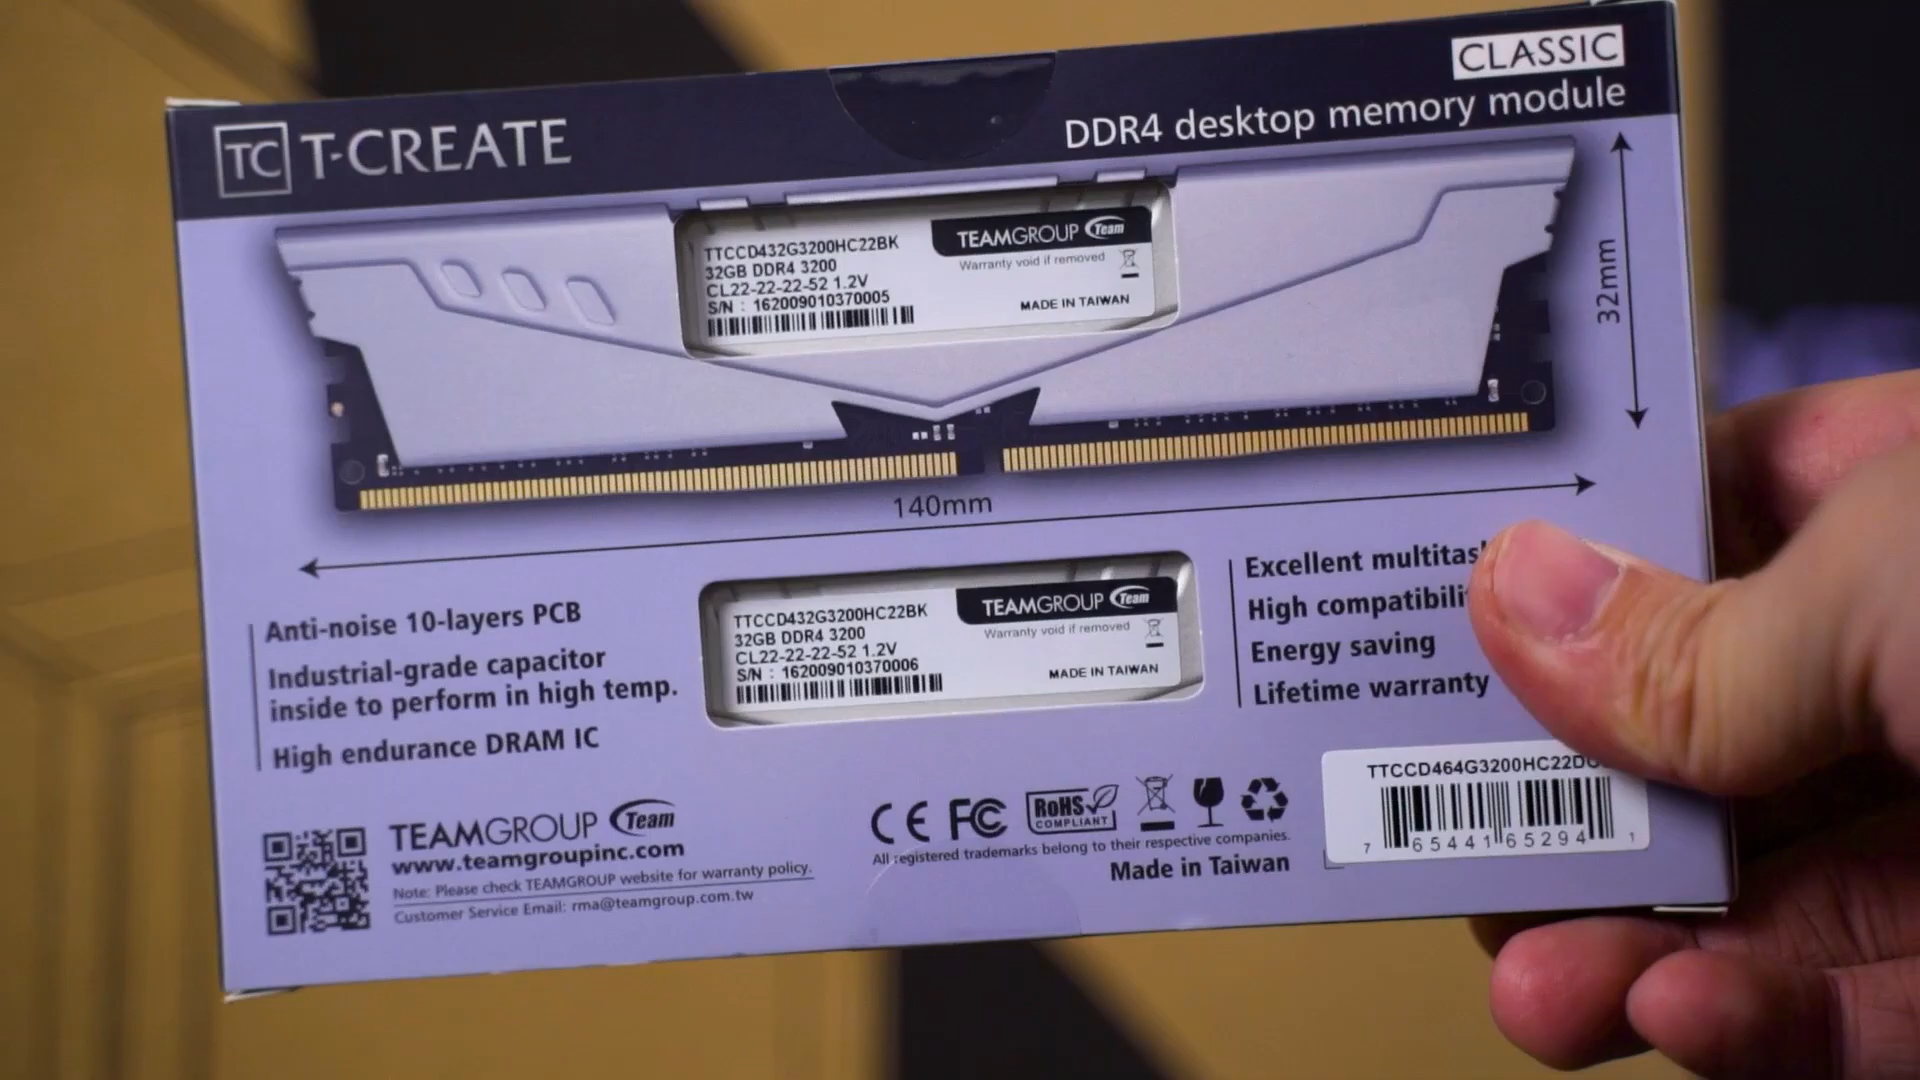 CLASSIC
TC T-CREATE
DDR4 desktop memory module
TTCCD432G3200HC22BK
32GB DDR4 3200
CL22-22-22-52 1.2V
S/N : 162009010370005
TEAMGROUP Team
Warranty void if removed
MADE IN TAIWAN
32mm
140mm
Anti-noise 10-layers PCB
Industrial-grade capacitor
inside to perform in high temp.
High endurance DRAM IC
TTCCD432G3200HC22BK
32GB DDR4 3200
CL22-22-22-52 1.2V
S/N : 162009010370006
TEAMGROUP Team
Warranty void if removed
MADE IN TAIWAN
Excellent
High
Energy saving
Lifetime warranty
TEAMGROUP Team
www.teamgroupinc.com
Note: Please check TEAMGROUP website for warranty policy.
Customer Service Email: rma@teamgroup.com.tw
CE FC RoHS
COMPLIANT
All registered trademarks belong to their respective companies.
Made in Taiwan
7 65441 65294 1